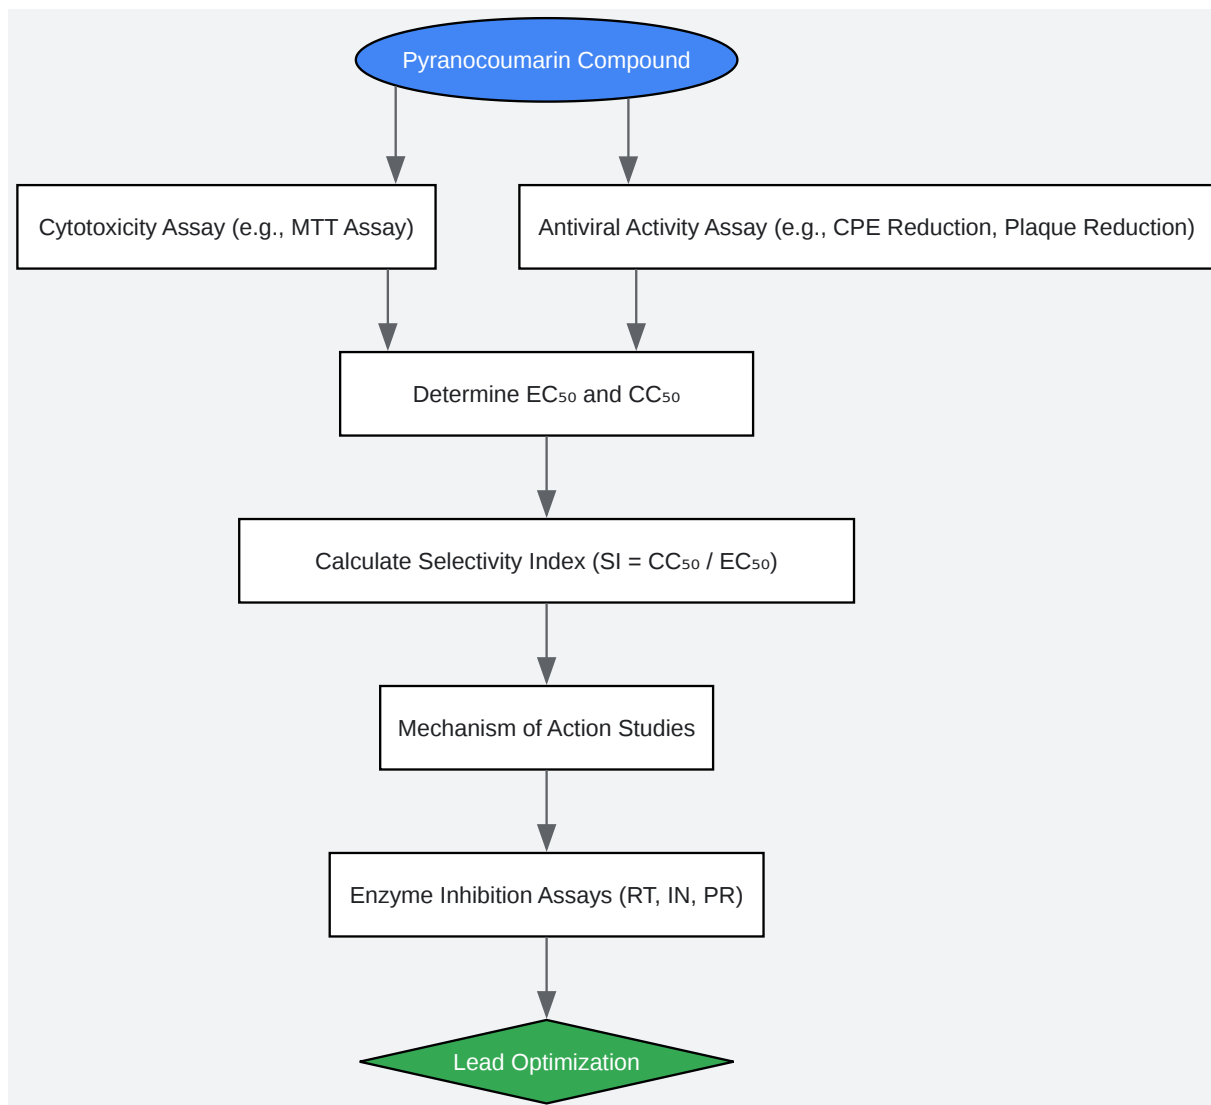 Pyranocoumarin Compound
Cytotoxicity Assay (e.g., MTT Assay)
Antiviral Activity Assay (e.g., CPE Reduction, Plaque Reduction)
Determine EC₅₀ and CC₅₀
Calculate Selectivity Index (SI = CC₅₀ / EC₅₀)
Mechanism of Action Studies
Enzyme Inhibition Assays (RT, IN, PR)
Lead Optimization